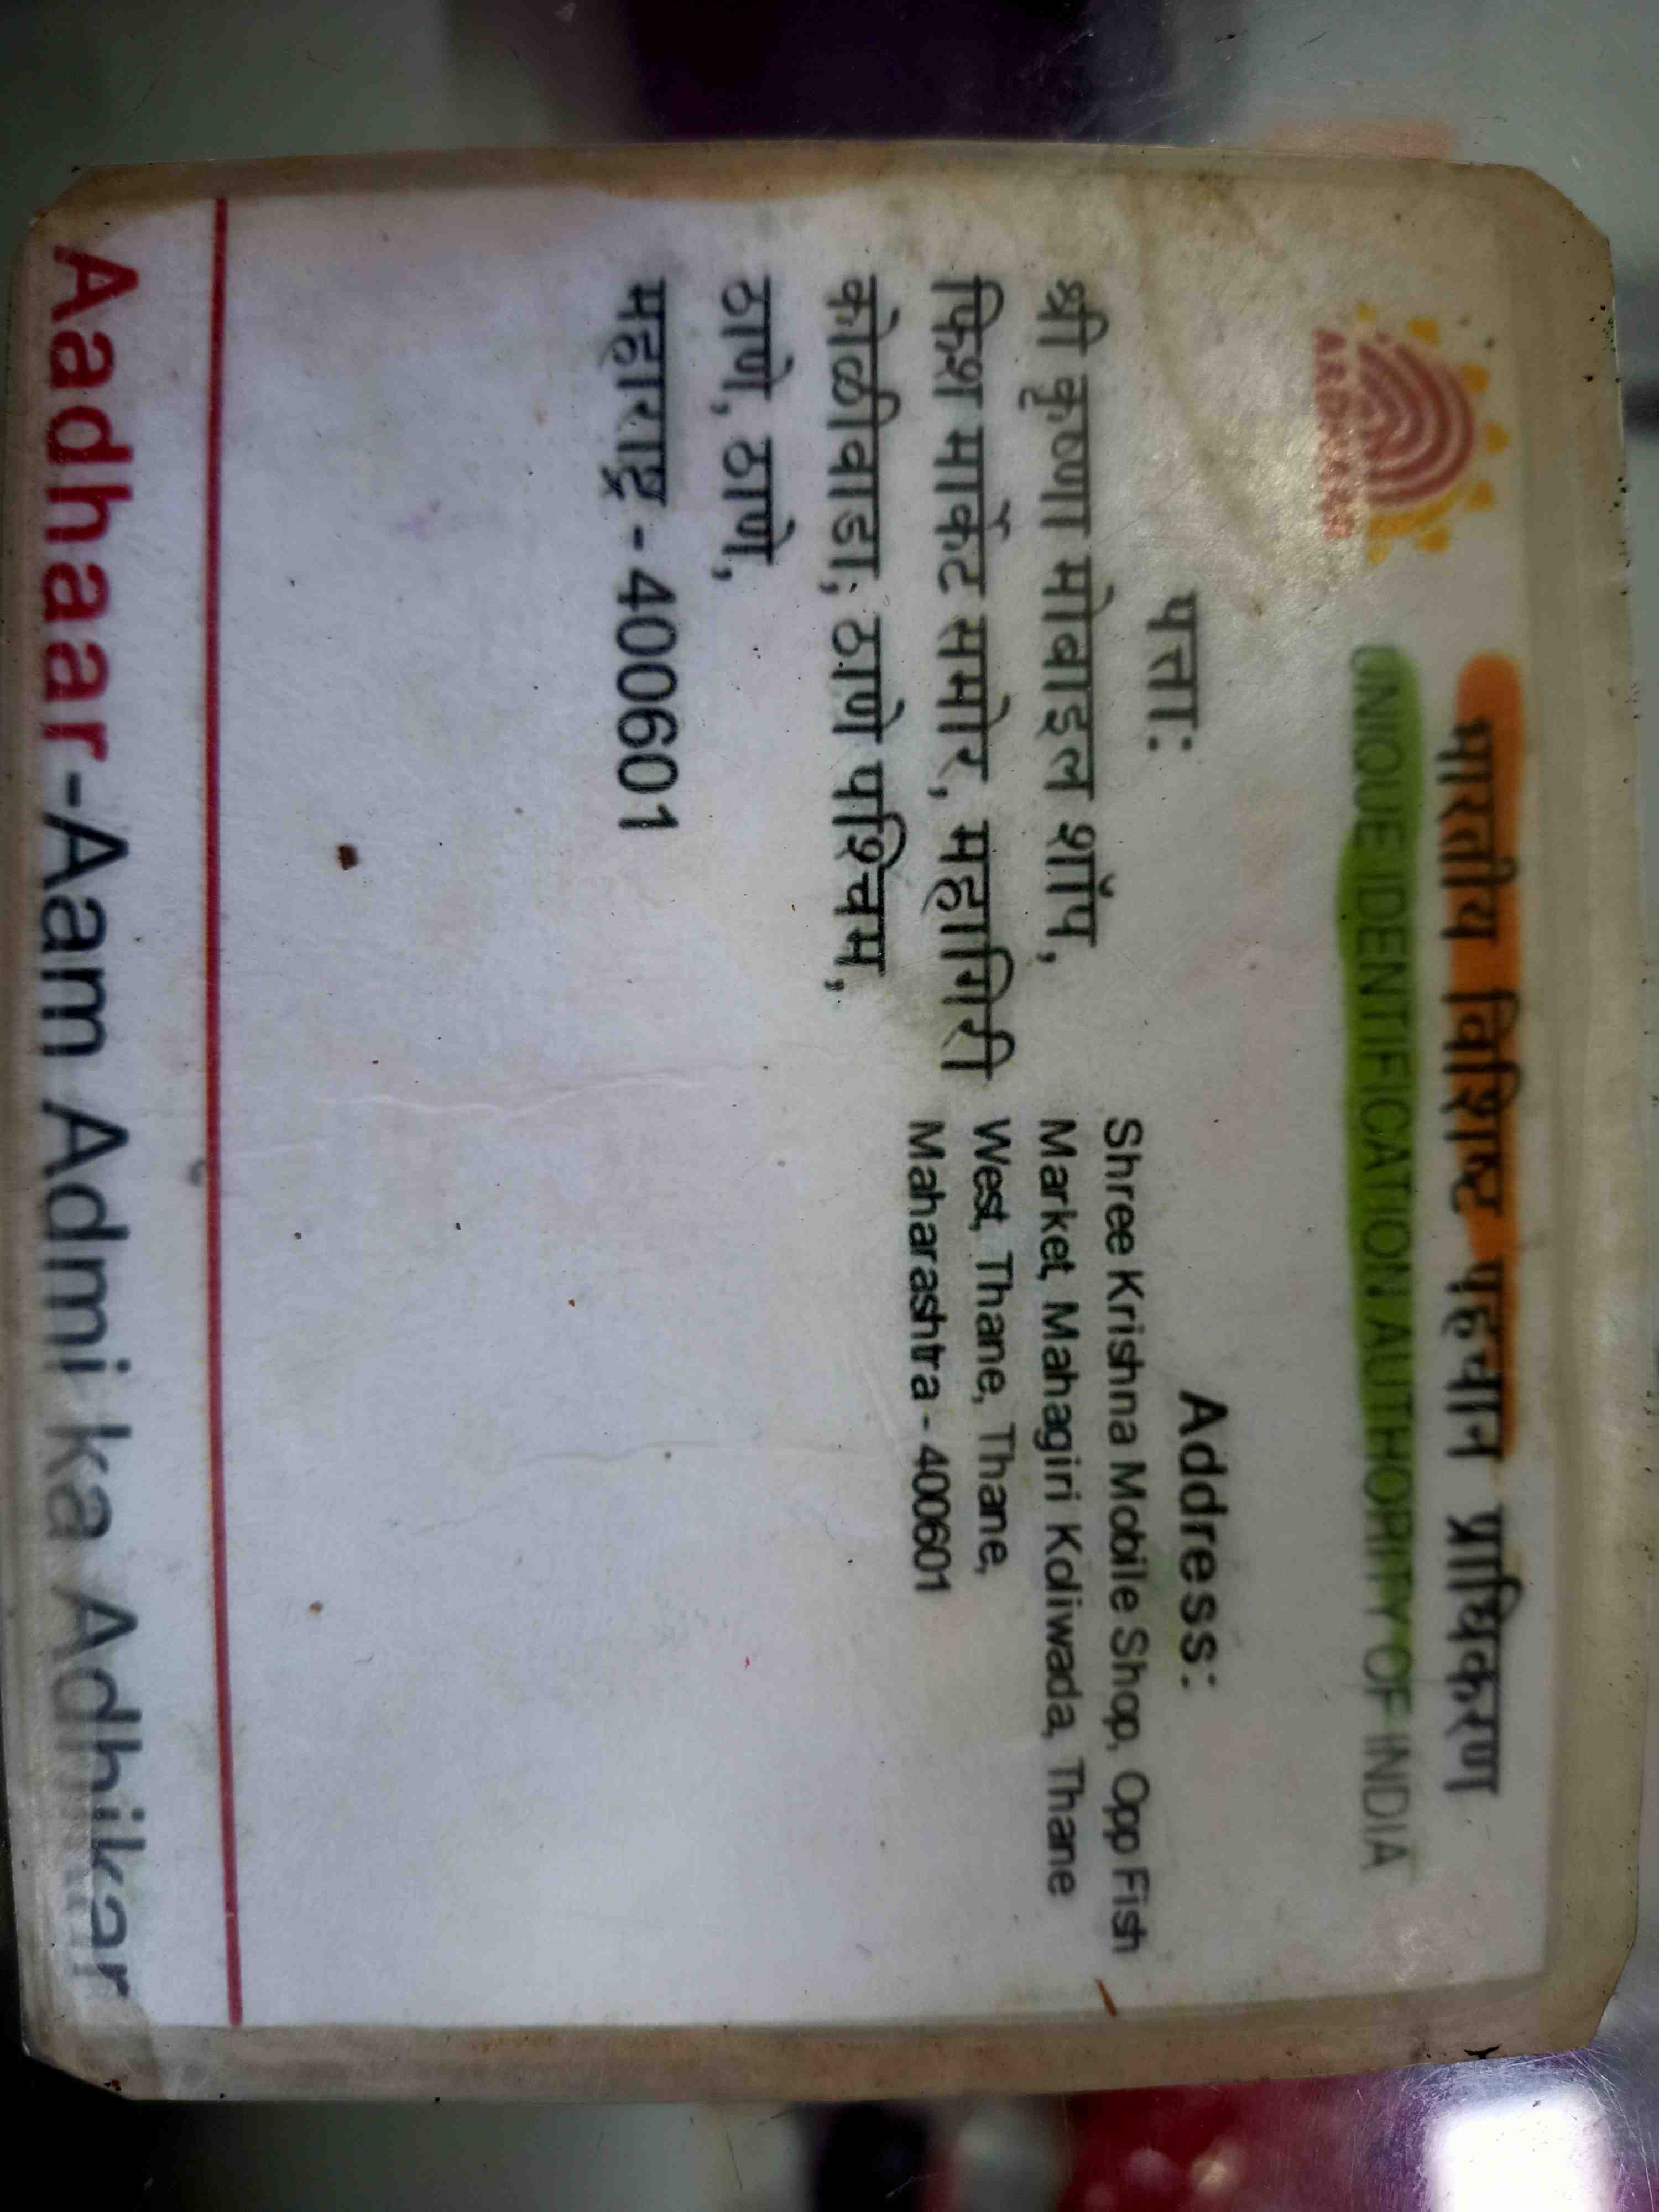 भारतीय विशिष्ट पहचान प्राधिकरण
UNIQUE IDENTIFICATION AUTHORITY OF INDIA
AADHAAR
पत्ता:
श्री कृष्णा मोबाइल शॉप,
फिश मार्केट समोर, महागिरी
कोळीवाडा, ठाणे पश्चिम,
ठाणे, ठाणे,
महाराष्ट्र - 400601
Address:
Shree Krishna Mobile Shop, Opp Fish
Market, Mahagiri Koliwada, Thane
West, Thane, Thane,
Maharashtra - 400601
Aadhaar-Aam Admi ka Adhikar